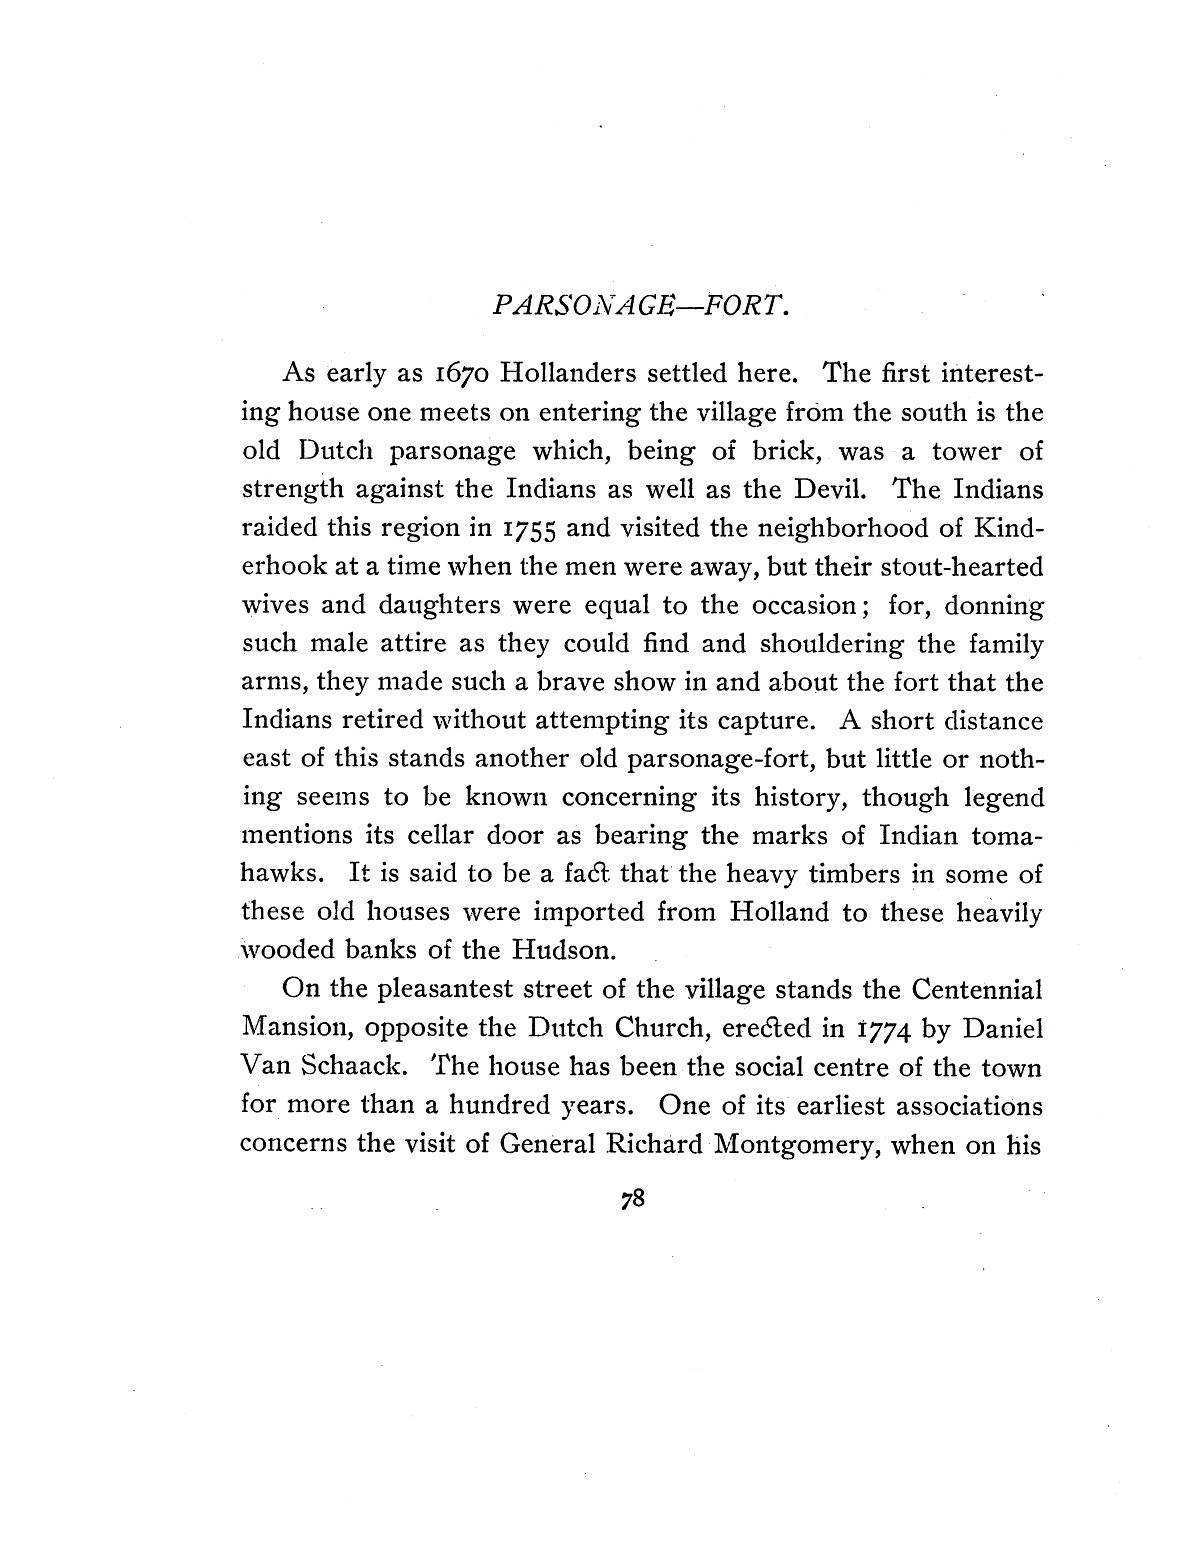 PARSONAGE—FORT.
As early as 1670 Hollanders settled here. The first interest-
ing house one meets on entering the village from the south is the
old Dutch parsonage which, being of brick, was a tower of
strength against the Indians as well as the Devil. The Indians
raided this region in 1755 and visited the neighborhood of Kind-
erhook at a time when the men were away, but their stout-hearted
wives and daughters were equal to the occasion; for, donning
such male attire as they could find and shouldering the family
arms, they made such a brave show in and about the fort that the
Indians retired without attempting its capture. A short distance
east of this stands another old parsonage-fort, but little or noth-
ing seems to be known concerning its history, though legend
mentions its cellar door as bearing the marks of Indian toma-
hawks. It is said to be a fact that the heavy timbers in some of
these old houses were imported from Holland to these heavily
wooded banks of the Hudson.
On the pleasantest street of the village stands the Centennial
Mansion, opposite the Dutch Church, erected in 1774 by Daniel
Van Schaack. The house has been the social centre of the town
for more than a hundred years. One of its earliest associations
concerns the visit of General Richard Montgomery, when on his
78